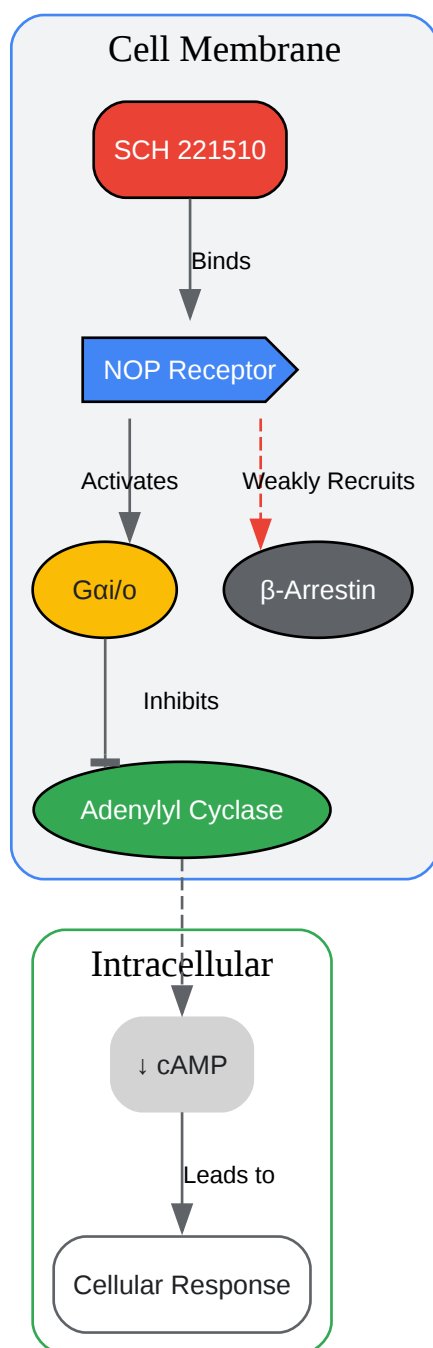 Cell Membrane
SCH 221510
Binds
NOP Receptor
Activates
Weakly Recruits
Gαi/o
β-Arrestin
Inhibits
Adenylyl Cyclase
Intracellular
↓ cAMP
Leads to
Cellular Response